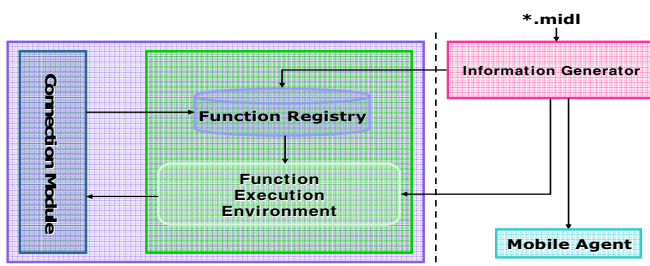 *.midl
Information Generator
Connection Module
Function Registry
Function
Execution
Environment
Mobile Agent